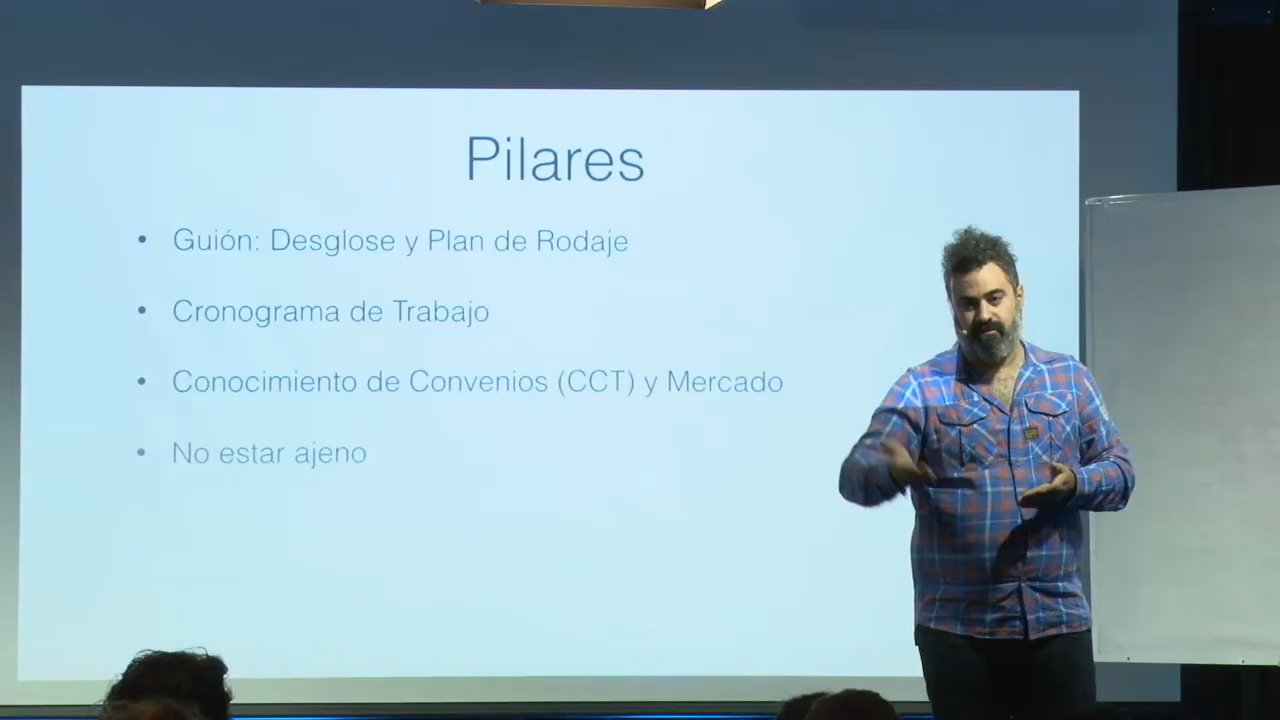 Pilares
• Guión: Desglose y Plan de Rodaje
• Cronograma de Trabajo
• Conocimiento de Convenios (CCT) y Mercado
• No estar ajeno